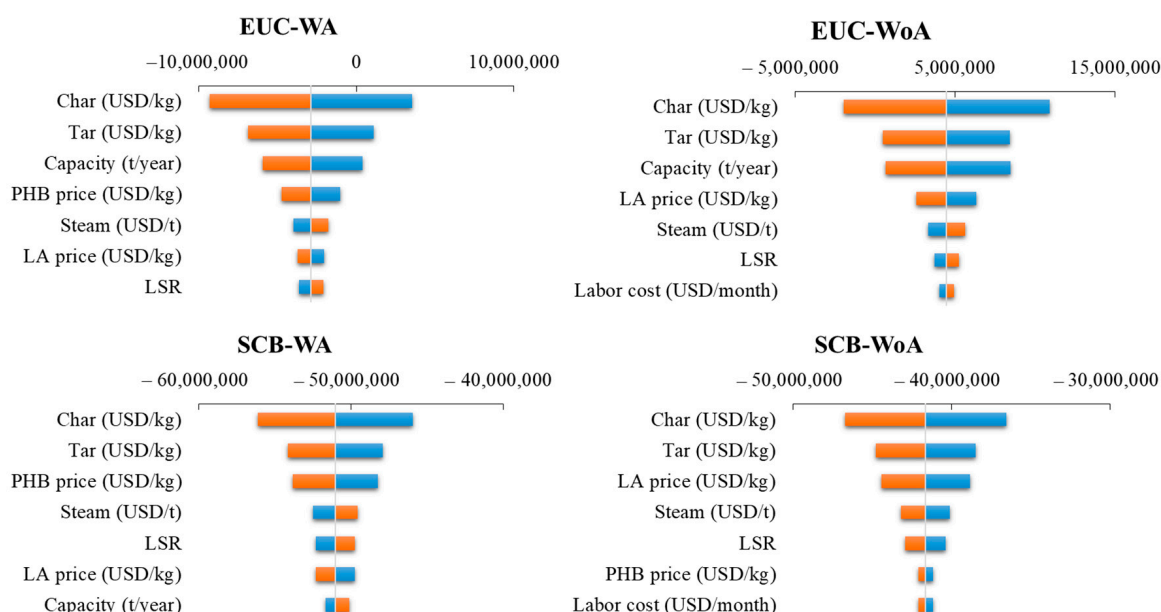 EUC-WA
−10,000,000 0 10,000,000
Char (USD/kg)
Tar (USD/kg)
Capacity (t/year)
PHB price (USD/kg)
Steam (USD/t)
LA price (USD/kg)
LSR
EUC-WoA
− 5,000,000 5,000,000 15,000,000
Char (USD/kg)
Tar (USD/kg)
Capacity (t/year)
LA price (USD/kg)
Steam (USD/t)
LSR
Labor cost (USD/month)
SCB-WA
− 60,000,000 − 50,000,000 − 40,000,000
Char (USD/kg)
Tar (USD/kg)
PHB price (USD/kg)
Steam (USD/t)
LSR
LA price (USD/kg)
Capacity (t/year)
SCB-WoA
− 50,000,000 − 40,000,000 − 30,000,000
Char (USD/kg)
Tar (USD/kg)
LA price (USD/kg)
Steam (USD/t)
LSR
PHB price (USD/kg)
Labor cost (USD/month)